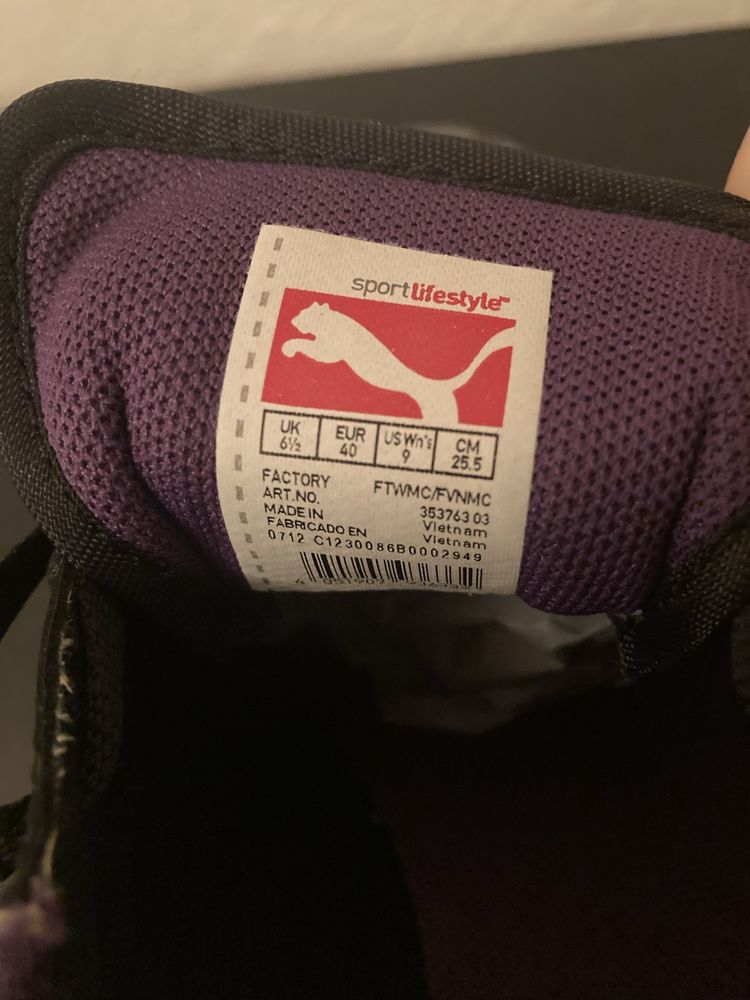 sportlifestyle™
UK EUR US Wn's CM
6½ 40 9 25.5
FACTORY FTWMC/FVNMC
ART.NO. 353763 03
MADE IN Vietnam
FABRICADO EN Vietnam
0712 C1230086B0002949